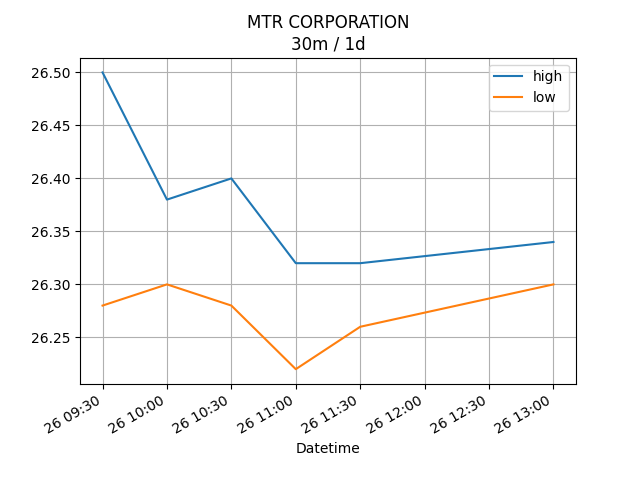 MTR CORPORATION
30m / 1d
high
low
26.50
26.45
26.40
26.35
26.30
26.25
26 09:30
26 10:00
26 10:30
26 11:00
26 11:30
26 12:00
26 12:30
26 13:00
Datetime